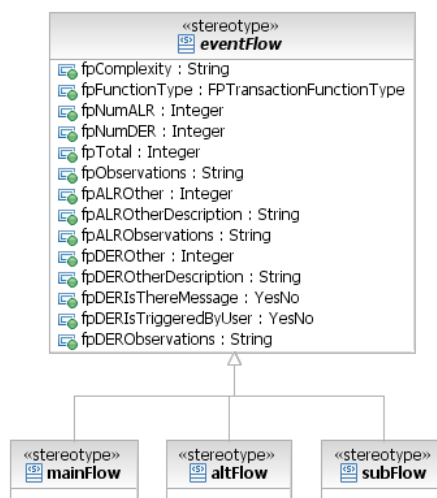 «stereotype»
eventFlow
fpComplexity : String
fpFunctionType : FPTransactionFunctionType
fpNumALR : Integer
fpNumDER : Integer
fpTotal : Integer
fpObservations : String
fpALROther : Integer
fpALROtherDescription : String
fpALRObservations : String
fpDEROther : Integer
fpDEROtherDescription : String
fpDERIsThereMessage : YesNo
fpDERIsTriggeredByUser : YesNo
fpDERObservations : String
«stereotype» «stereotype» «stereotype»
mainFlow altFlow subFlow